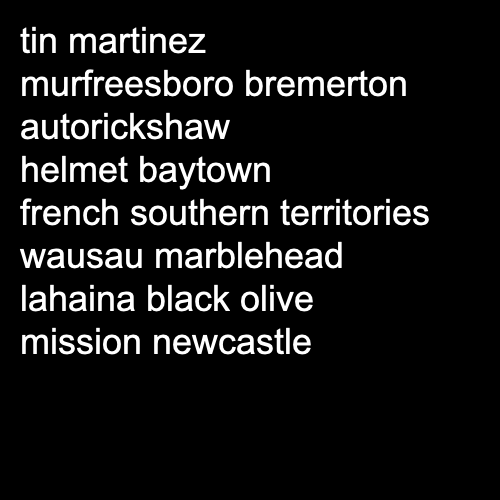 tin martinez
murfreesboro bremerton
autorickshaw
helmet baytown
french southern territories
wausau marblehead
lahaina black olive
mission newcastle